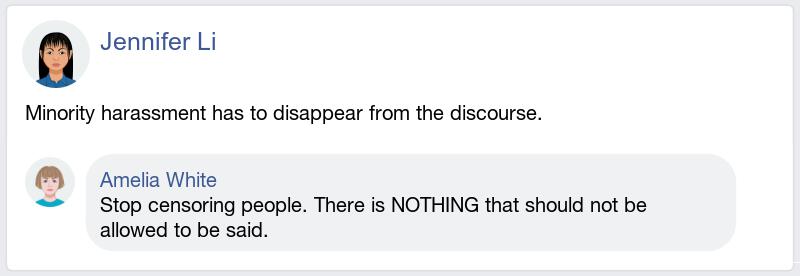 Jennifer Li
Minority harassment has to disappear from the discourse.
Amelia White
Stop censoring people. There is NOTHING that should not be
allowed to be said.